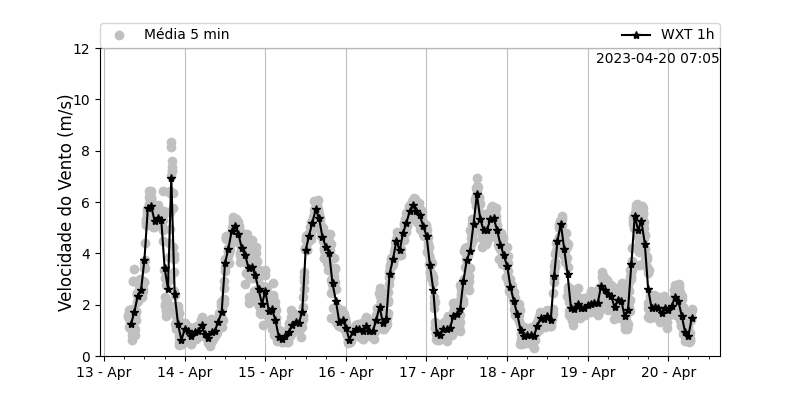 Média 5 min
WXT 1h
2023-04-20 07:05
Velocidade do Vento (m/s)
12
10
8
6
4
2
0
13 - Apr
14 - Apr
15 - Apr
16 - Apr
17 - Apr
18 - Apr
19 - Apr
20 - Apr